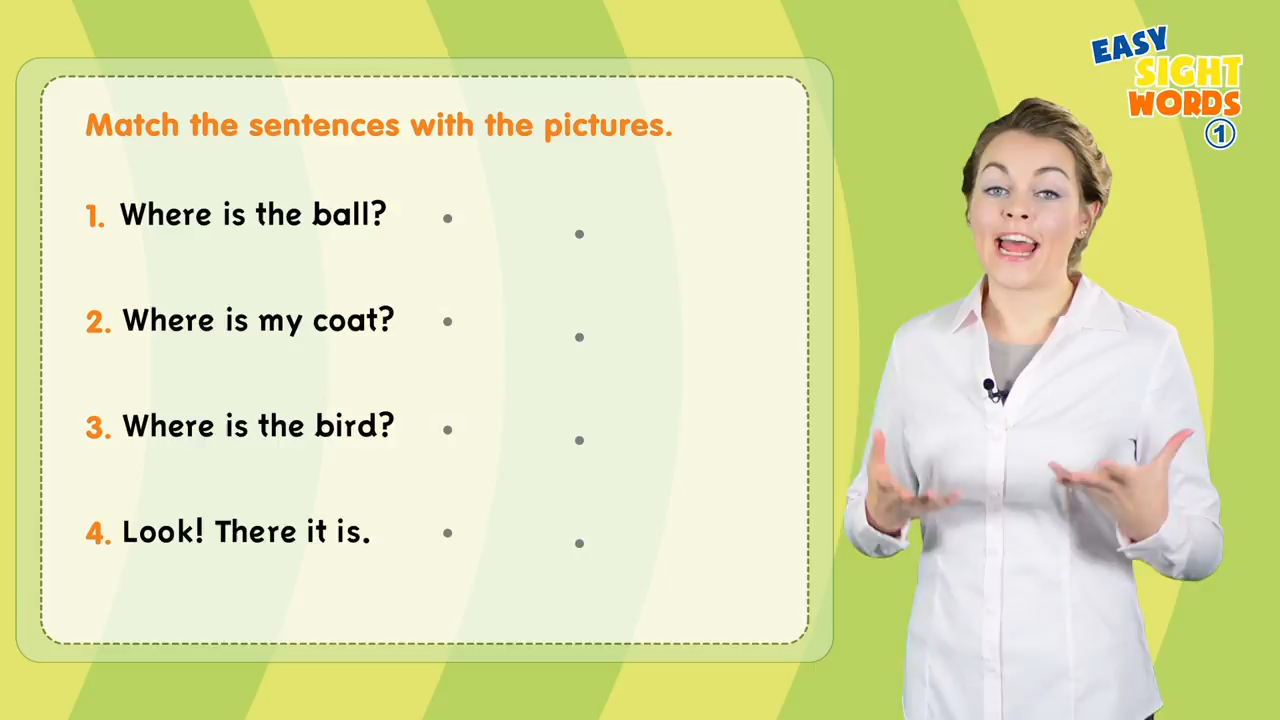 EASY
SIGHT
WORDS
1
Match the sentences with the pictures.
1. Where is the ball?
2. Where is my coat?
3. Where is the bird?
4. Look! There it is.